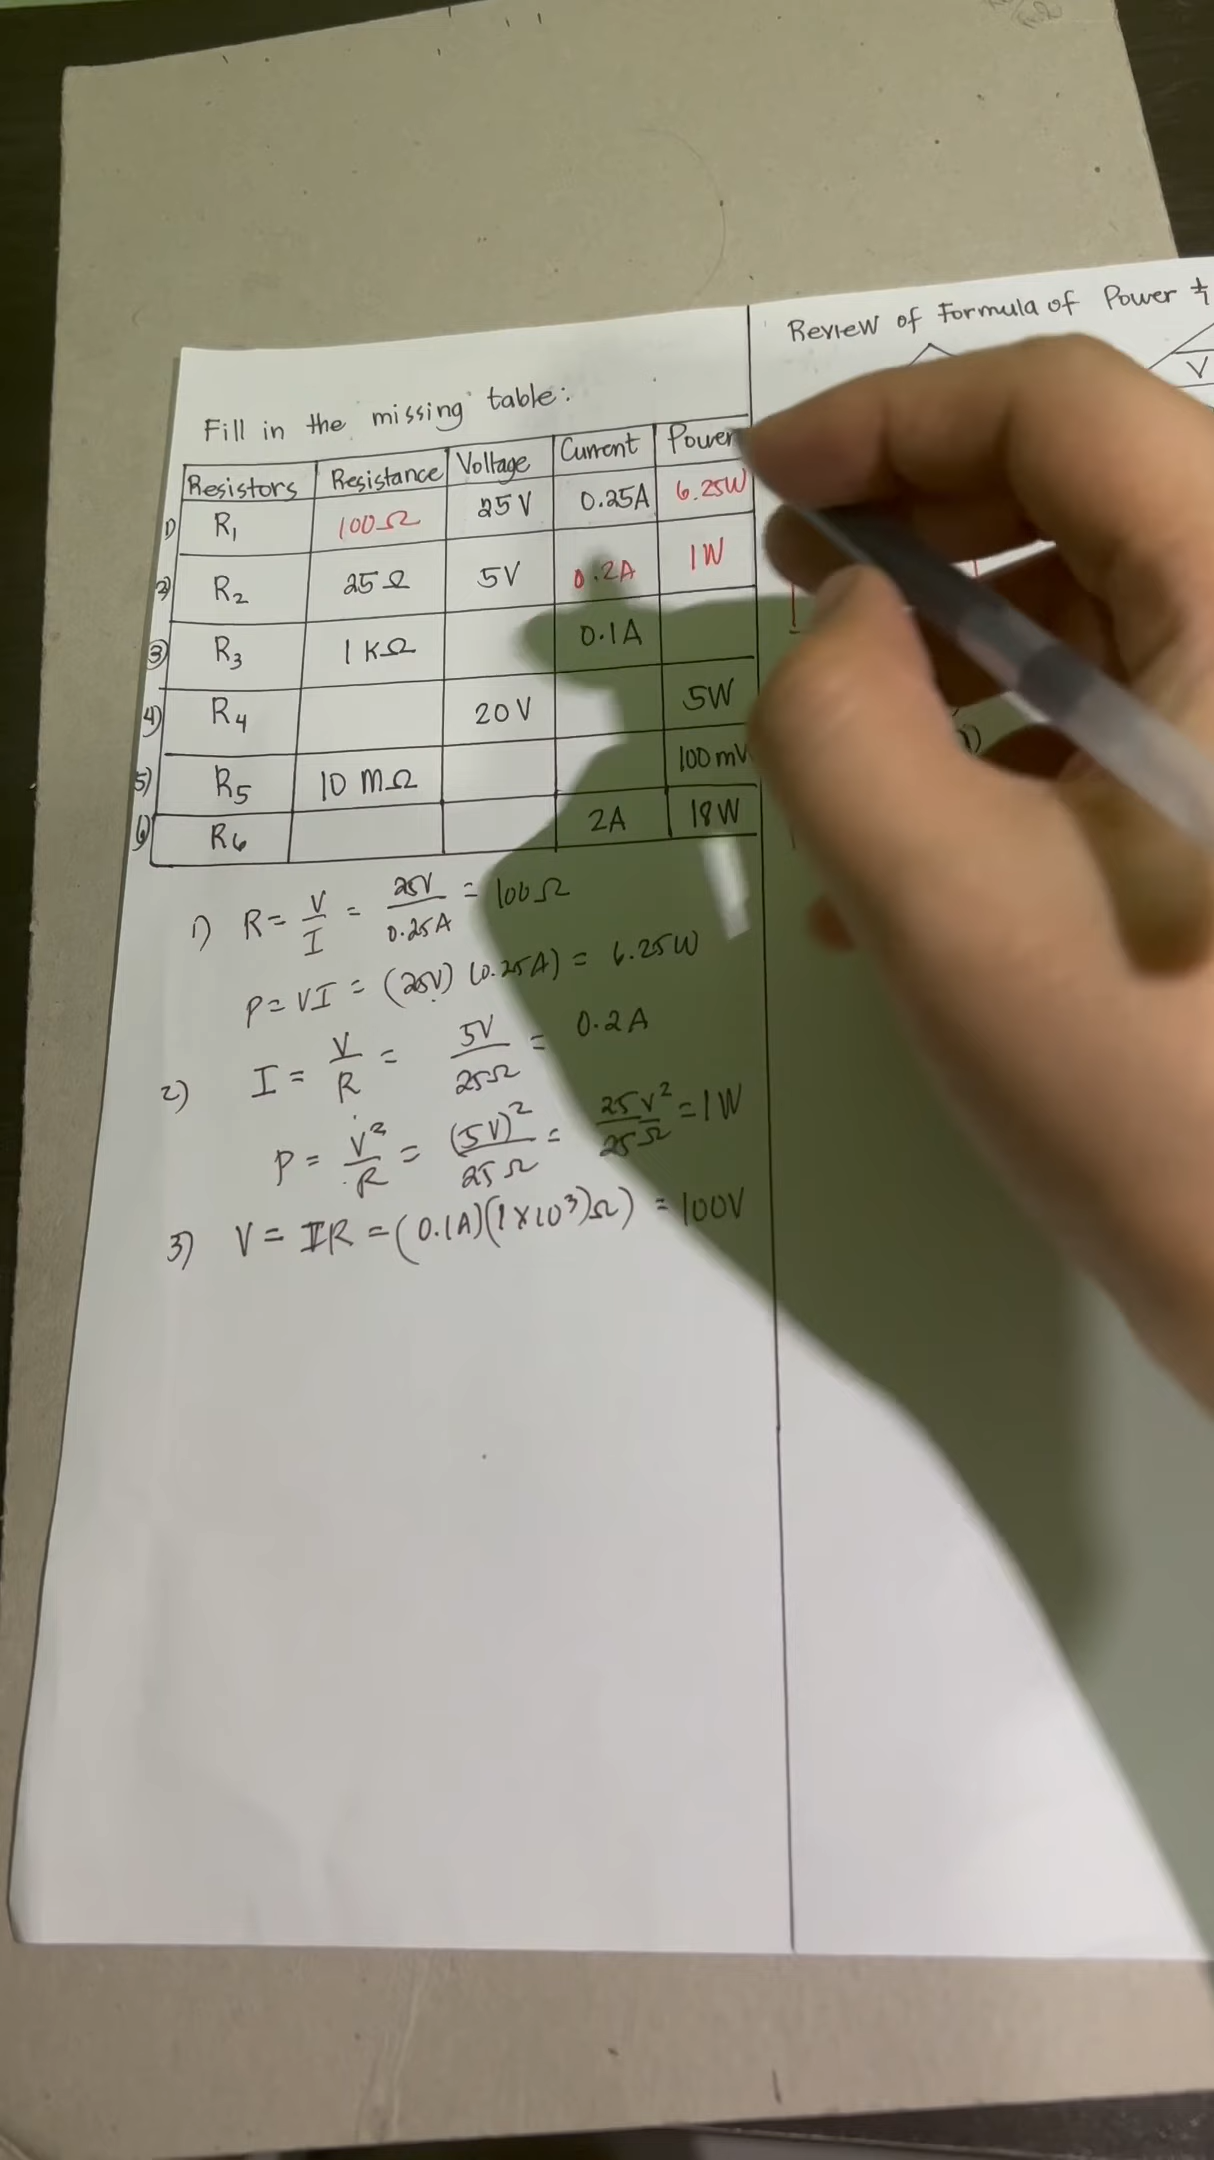 Review of Formula of Power
V
Fill in the missing table:
Resistors Resistance Voltage Current Power
1) R1 100Ω 25V 0.25A 6.25W
2) R2 25Ω 5V 0.2A 1W
3) R3 1KΩ 0.1A
4) R4 20V 5W
5) R5 10MΩ 100mW
6) R6 2A 18W
1) R = V/I = 25V/0.25A = 100Ω
P = VI = (25V)(0.25A) = 6.25W
2) I = V/R = 5V/25Ω = 0.2A
P = V²/R = (5V)²/25Ω = 25V²/25Ω = 1W
3) V = IR = (0.1A)(1×10³)Ω) = 100V